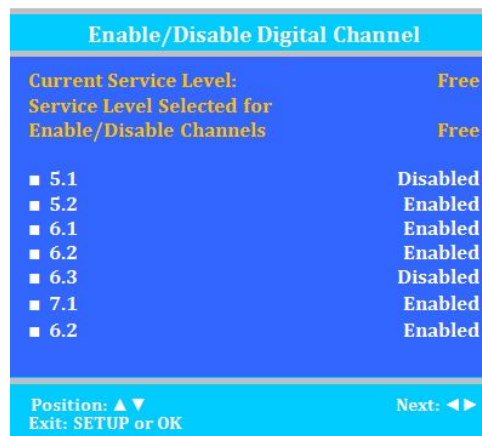 Enable/Disable Digital Channel
Current Service Level: Free
Service Level Selected for
Enable/Disable Channels Free
■ 5.1 Disabled
■ 5.2 Enabled
■ 6.1 Enabled
■ 6.2 Enabled
■ 6.3 Disabled
■ 7.1 Enabled
■ 6.2 Enabled
Position: ▲▼ Next: ◀▶
Exit: SETUP or OK